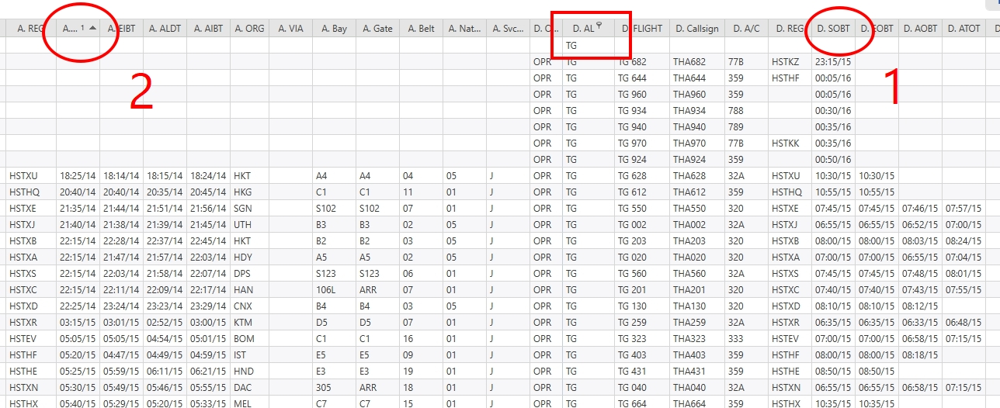 A. REG A.... 1 A. EIBT A. ALDT A. AIBT A. ORG A. VIA A. Bay A. Gate A. Belt A. Nat... A. Svc... D. O... D. AL D. FLIGHT D. Callsign D. A/C D. REG D. SOBT D. EOBT D. AOBT D. ATOT D
TG
OPR TG TG 682 THA682 77B HSTKZ 23:15/15
OPR TG TG 644 THA644 359 HSTHF 00:05/16
OPR TG TG 960 THA960 359 00:05/16
OPR TG TG 934 THA934 788 00:30/16
OPR TG TG 940 THA940 789 00:35/16
OPR TG TG 970 THA970 77B HSTKK 00:35/16
OPR TG TG 924 THA924 359 00:50/16
HSTXU 18:25/14 18:14/14 18:15/14 18:24/14 HKT A4 A4 04 05 J OPR TG TG 628 THA628 32A HSTXU 10:30/15 10:30/15
HSTHQ 20:40/14 20:40/14 20:35/14 20:45/14 HKG C1 C1 11 01 J OPR TG TG 612 THA612 359 HSTHQ 10:55/15 10:55/15
HSTXE 21:35/14 21:44/14 21:51/14 21:56/14 SGN S102 S102 07 01 J OPR TG TG 550 THA550 320 HSTXE 07:45/15 07:45/15 07:46/15 07:57/15
HSTXJ 21:40/14 21:38/14 21:39/14 21:45/14 UTH B3 B3 02 05 J OPR TG TG 002 THA002 32A HSTXJ 06:55/15 06:55/15 06:52/15 07:00/15
HSTXB 22:15/14 22:28/14 22:37/14 22:45/14 HKT B2 B2 03 05 J OPR TG TG 203 THA203 320 HSTXB 08:00/15 08:00/15 08:03/15 08:24/15
HSTXA 22:15/14 21:47/14 21:57/14 22:03/14 HDY A5 A5 02 05 J OPR TG TG 020 THA020 320 HSTXA 07:00/15 07:00/15 06:55/15 07:04/15
HSTXS 22:15/14 22:03/14 21:58/14 22:07/14 DPS S123 S123 06 01 J OPR TG TG 560 THA560 32A HSTXS 07:45/15 07:45/15 07:48/15 08:01/15
HSTXC 22:15/14 22:11/14 22:09/14 22:17/14 HAN 106L ARR 07 01 J OPR TG TG 201 THA201 320 HSTXC 07:40/15 07:40/15 07:43/15 07:55/15
HSTXD 22:25/14 23:24/14 23:23/14 23:29/14 CNX B4 B4 03 05 J OPR TG TG 130 THA130 320 HSTXD 08:10/15 08:10/15 08:12/15
HSTXR 03:15/15 03:01/15 02:52/15 03:00/15 KTM D5 D5 07 01 J OPR TG TG 259 THA259 32A HSTXR 06:35/15 06:35/15 06:33/15 06:48/15
HSTEV 05:05/15 05:05/15 04:54/15 05:01/15 BOM C1 C1 16 01 J OPR TG TG 323 THA323 333 HSTEV 07:00/15 07:00/15 06:58/15 07:15/15
HSTHF 05:20/15 04:47/15 04:49/15 04:59/15 IST E5 E5 09 01 J OPR TG TG 403 THA403 359 HSTHF 08:00/15 08:00/15 08:18/15
HSTHE 05:25/15 05:59/15 06:11/15 06:21/15 HND E3 E3 19 01 J OPR TG TG 431 THA431 359 HSTHE 08:50/15 08:50/15
HSTXN 05:30/15 05:49/15 05:46/15 05:55/15 DAC 305 ARR 18 01 J OPR TG TG 040 THA040 32A HSTXN 06:55/15 06:55/15 06:58/15 07:15/15
HSTHX 05:40/15 05:29/15 05:20/15 05:33/15 MEL C7 C7 15 01 J OPR TG TG 664 THA664 359 HSTHX 10:35/15 10:35/15
2
1